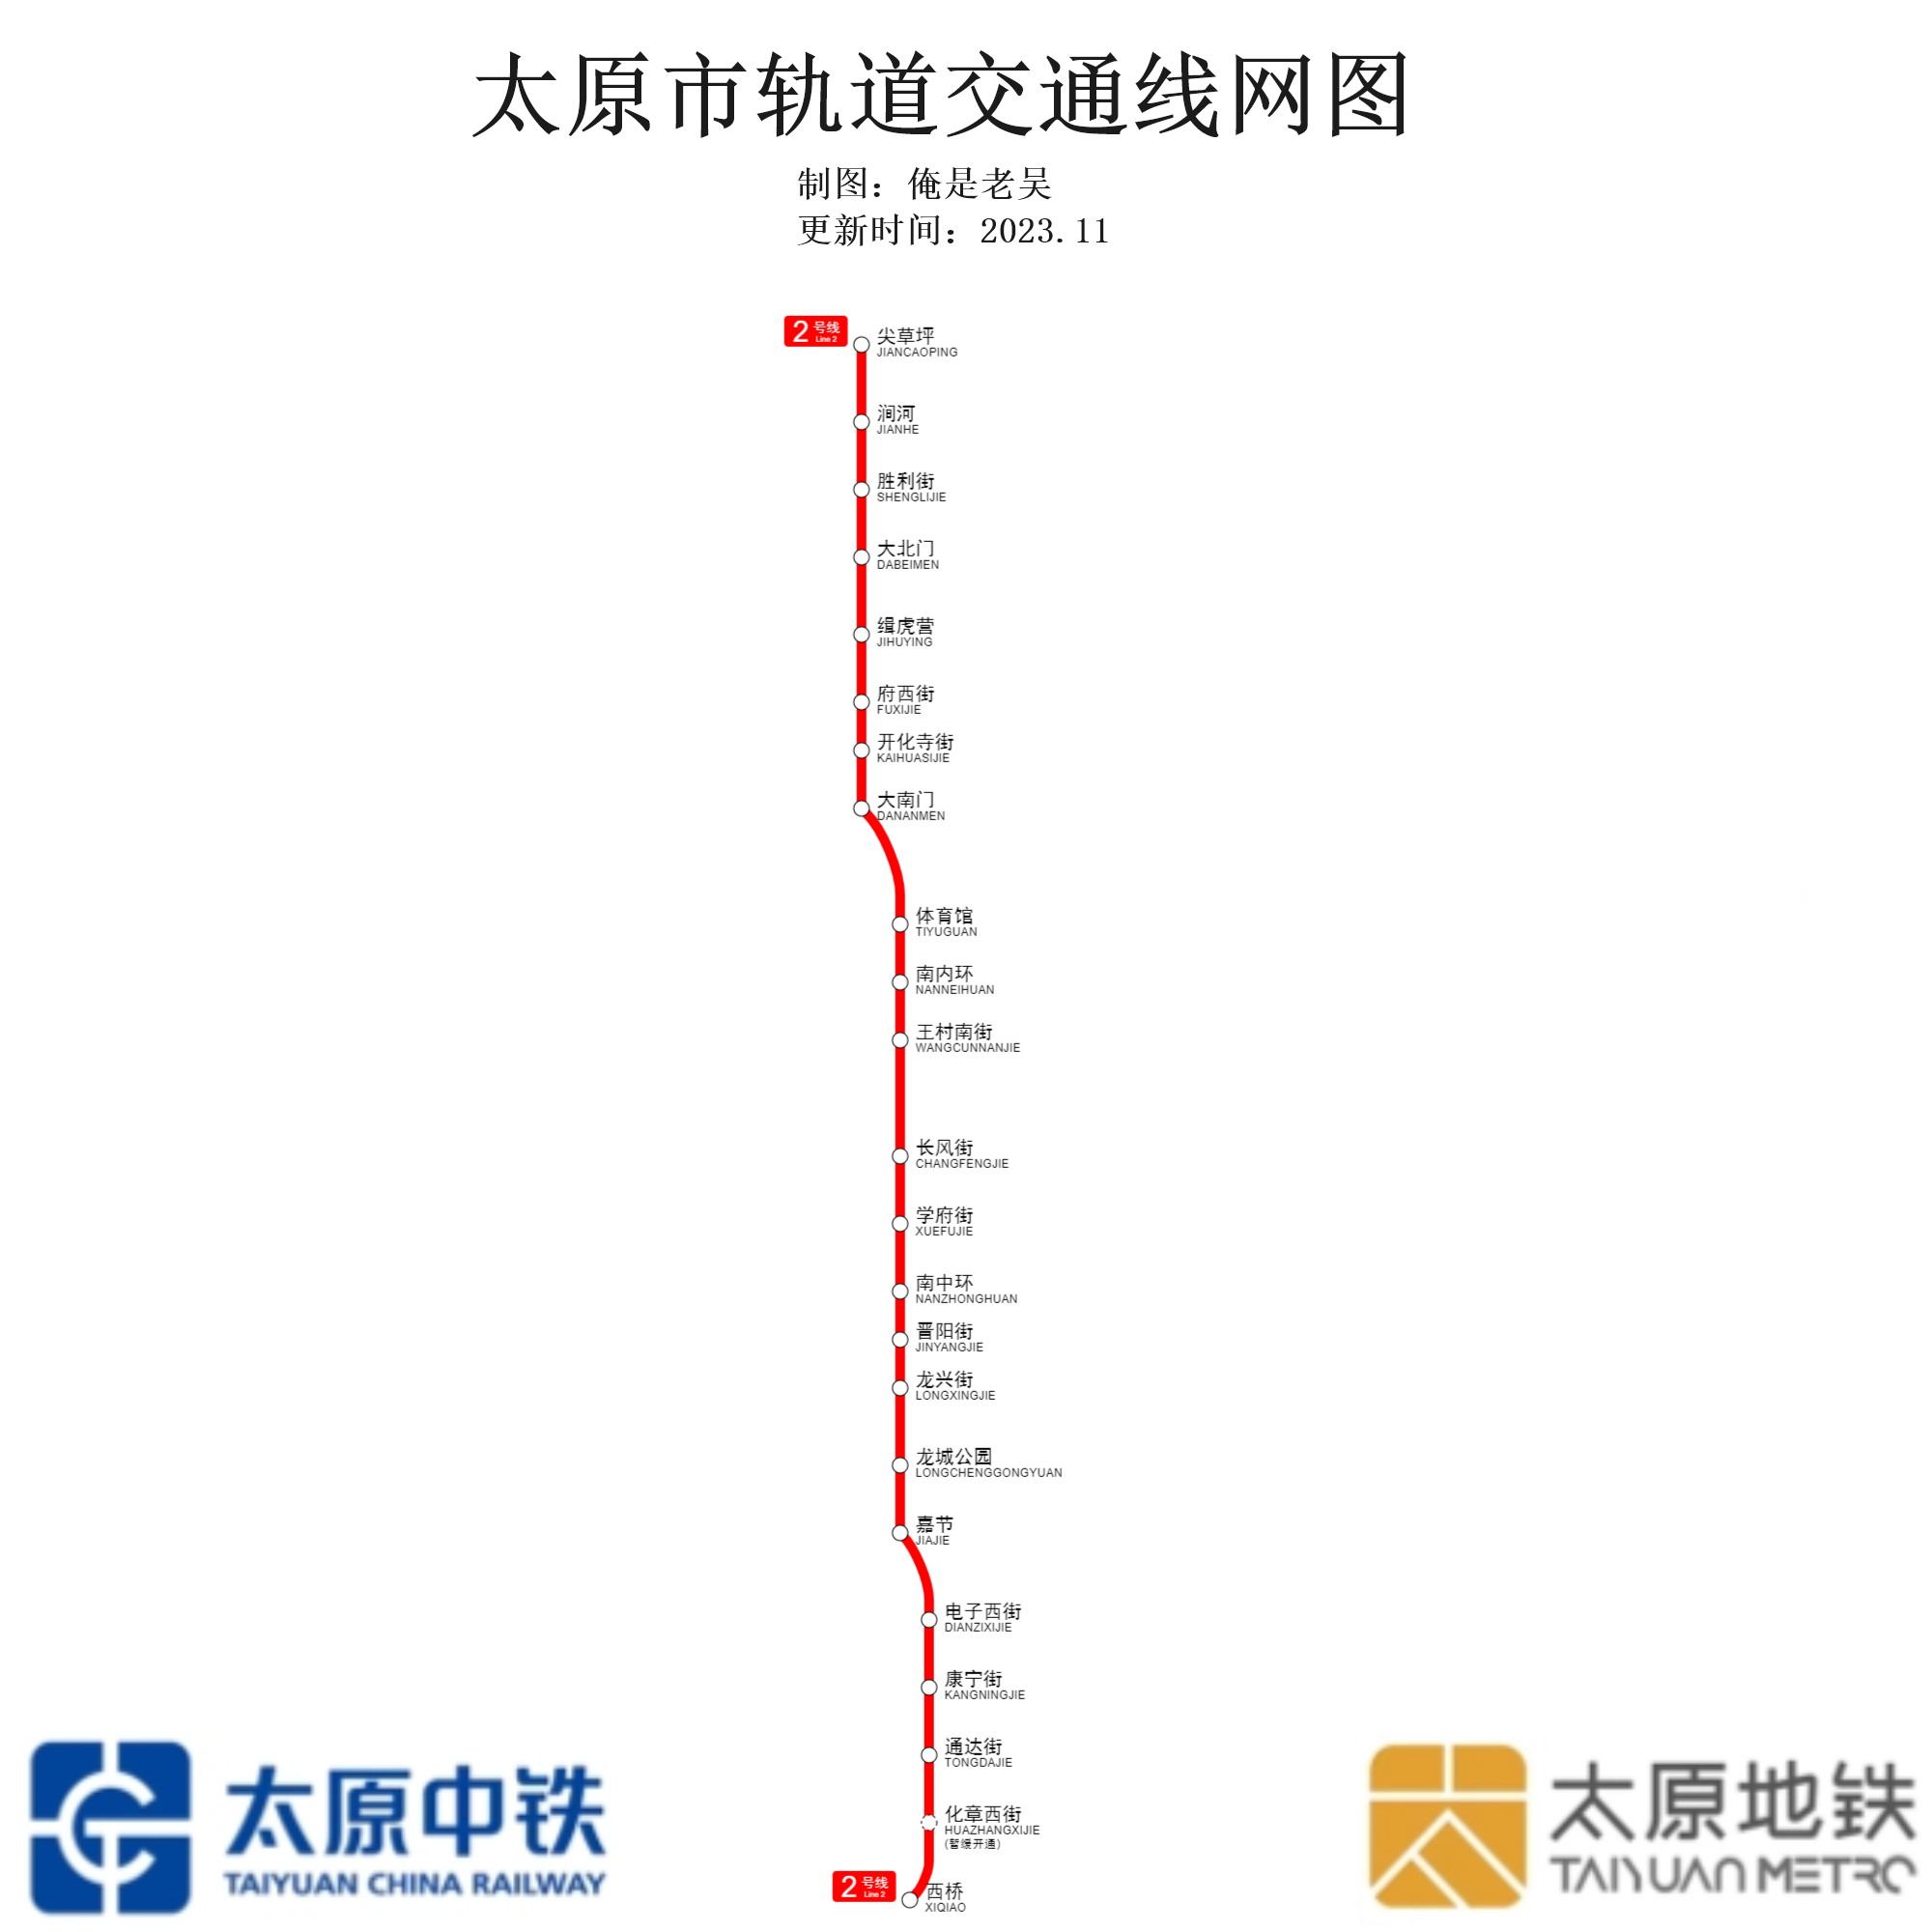 太原市轨道交通线网图
制图：俺是老吴
更新时间：2023.11
2 号线
Line 2
尖草坪
JIANCAOPING
涧河
JIANHE
胜利街
SHENGLIJIE
大北门
DABEIMEN
缉虎营
JIHUYING
府西街
FUXIJIE
开化寺街
KAIHUASIJIE
大南门
DANANMEN
体育馆
TIYUGUAN
南内环
NANNEIHUAN
王村南街
WANGCUNNANJIE
长风街
CHANGFENGJIE
学府街
XUEFUJIE
南中环
NANZHONGHUAN
晋阳街
JINYANGJIE
龙兴街
LONGXINGJIE
龙城公园
LONGCHENGGONGYUAN
嘉节
JIAJIE
电子西街
DIANZIXIJIE
康宁街
KANGNINGJIE
通达街
TONGDAJIE
化章西街
HUAZHANGXIJIE
(暂缓开通)
2 号线
Line 2
西桥
XIQIAO
太原中铁
TAIYUAN CHINA RAILWAY
太原地铁
TAIYUAN METRO